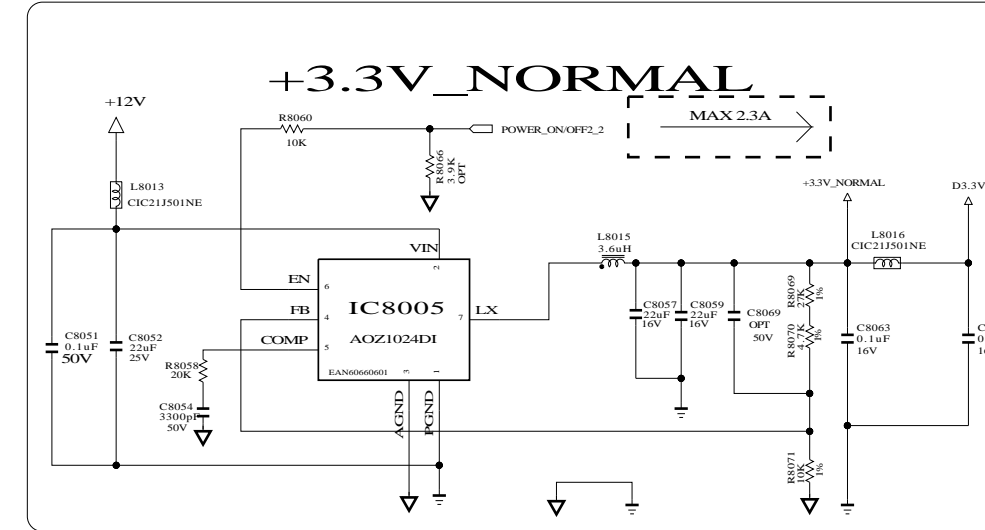 +3.3V_NORMAL
MAX 2.3A
+12V
R8060
10K
POWER_ON/OFF2_2
R8066
3.9K
OPT
L8013
CIC21J501NE
+3.3V_NORMAL
D3.3V
L8015
3.6uH
L8016
CIC21J501NE
VIN
2
EN
6
FB
4
COMP
5
IC8005
AOZ1024DI
EAN60660601
LX
7
3
1
AGND
PGND
C8051
0.1uF
50V
C8052
22uF
25V
R8058
20K
C8054
3300pF
50V
C8057
22uF
16V
C8059
22uF
16V
C8069
OPT
50V
R8069
27K
1%
R8070
4.7K
1%
C8063
0.1uF
16V
R8071
10K
1%